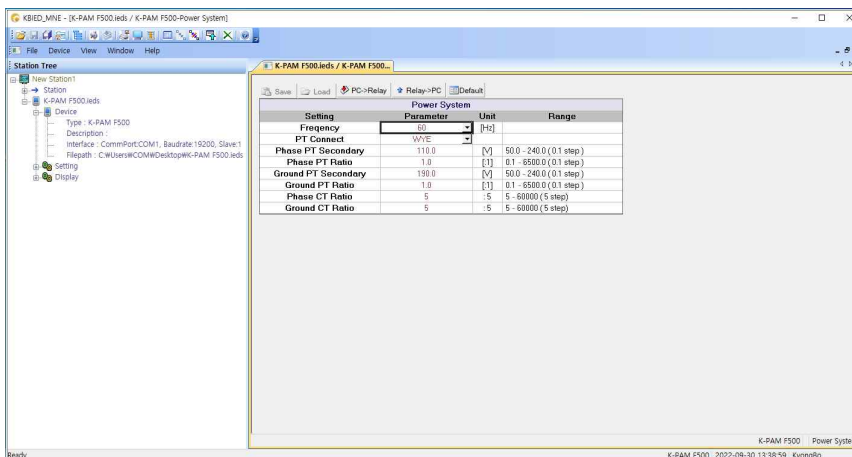 KBIED_MNE - [K-PAM F500.ieds / K-PAM F500-Power System]
File Device View Window Help
Station Tree
New Station1
Station
K-PAM F500.ieds
Device
Type : K-PAM F500
Description :
Interface : CommPort:COM1, Baudrate:19200, Slave:1
Filepath : C:₩Users₩COM₩Desktop₩K-PAM F500.ieds
Setting
Display
K-PAM F500.ieds / K-PAM F500...
Save Load PC->Relay Relay->PC Default
Power System
Setting Parameter Unit Range
Freqency 60 [Hz]
PT Connect WYE
Phase PT Secondary 110.0 [V] 50.0 - 240.0 ( 0.1 step )
Phase PT Ratio 1.0 [:1] 0.1 - 6500.0 ( 0.1 step )
Ground PT Secondary 190.0 [V] 50.0 - 240.0 ( 0.1 step )
Ground PT Ratio 1.0 [:1] 0.1 - 6500.0 ( 0.1 step )
Phase CT Ratio 5 : 5 5 - 60000 ( 5 step)
Ground CT Ratio 5 : 5 5 - 60000 ( 5 step)
K-PAM F500 Power Syste
Ready K-PAM F500 2022-09-30 13:38:59 KyongBo